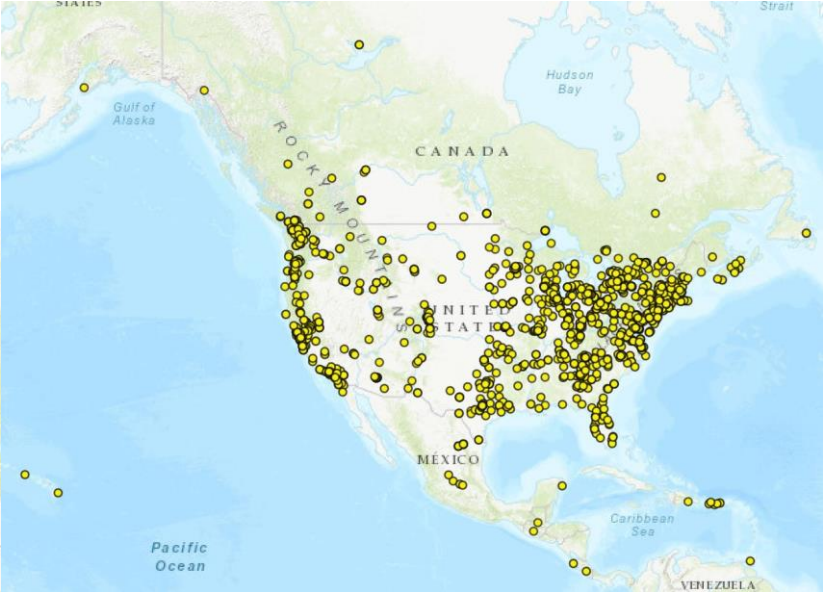 STATES
Strait
Hudson
Bay
Gulf of
Alaska
CANADA
ROCKY MOUNTAINS
UNITED
STATES
MÉXICO
Caribbean
Sea
Pacific
Ocean
VENEZUELA